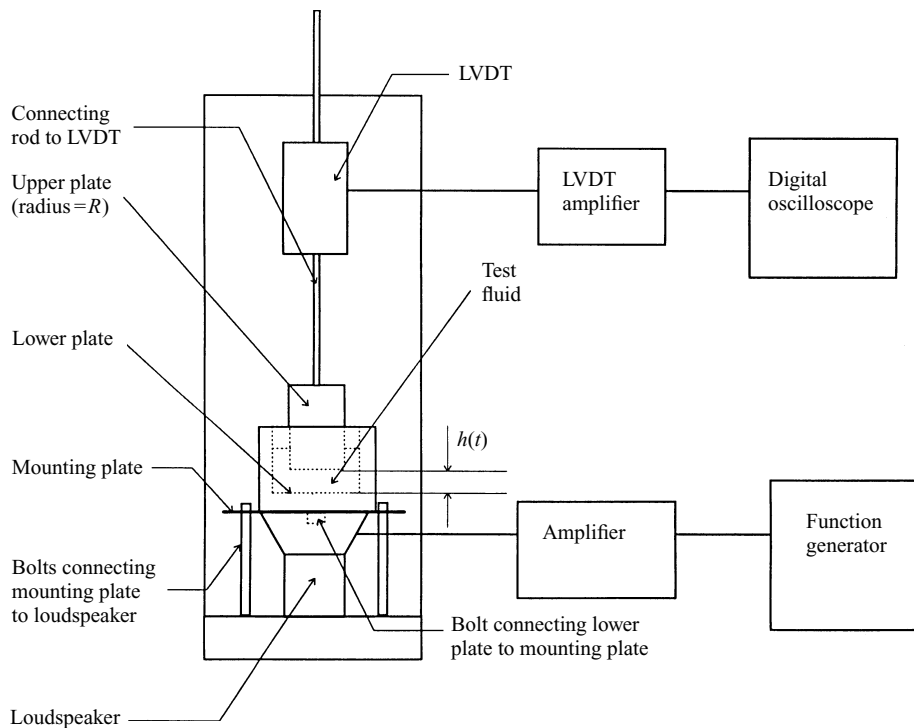 LVDT
Connecting
rod to LVDT
Upper plate
(radius = R)
LVDT
amplifier
Digital
oscilloscope
Test
fluid
Lower plate
h(t)
Mounting plate
Amplifier
Function
generator
Bolts connecting
mounting plate
to loudspeaker
Bolt connecting lower
plate to mounting plate
Loudspeaker